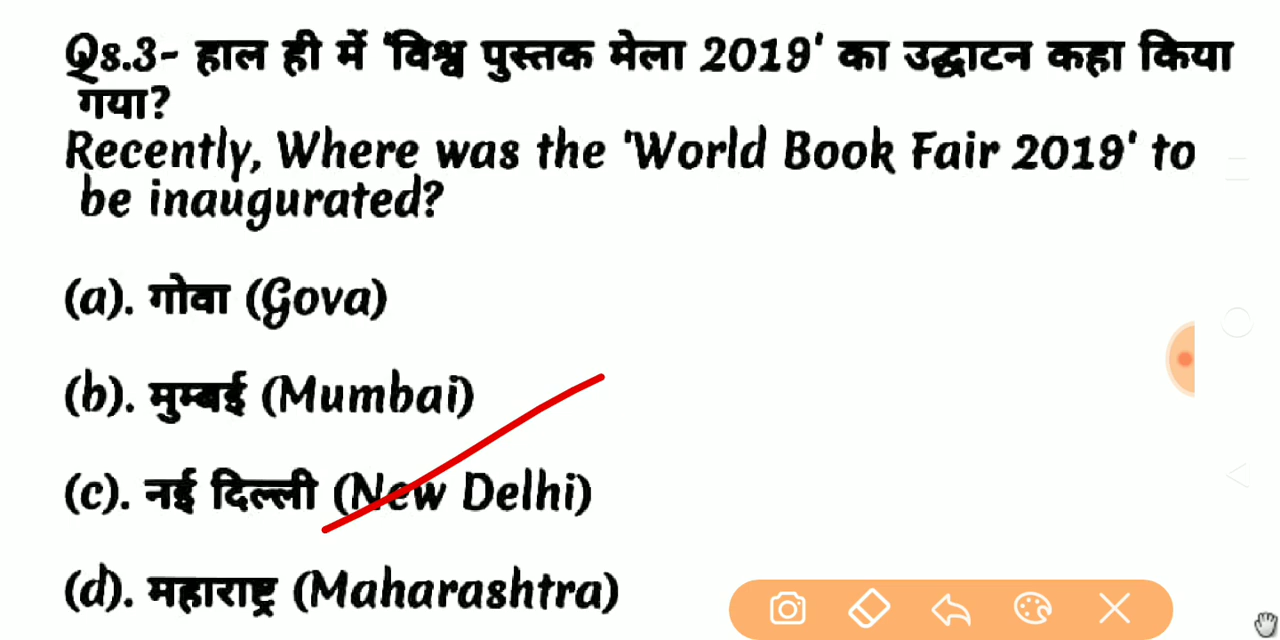 Qs.3- हाल ही में 'विश्व पुस्तक मेला 2019' का उद्घाटन कहा किया
गया?
Recently, Where was the 'World Book Fair 2019' to
be inaugurated?
(a). गोवा (Gova)
(b). मुम्बई (Mumbai)
(c). नई दिल्ली (New Delhi)
(d). महाराष्ट्र (Maharashtra)